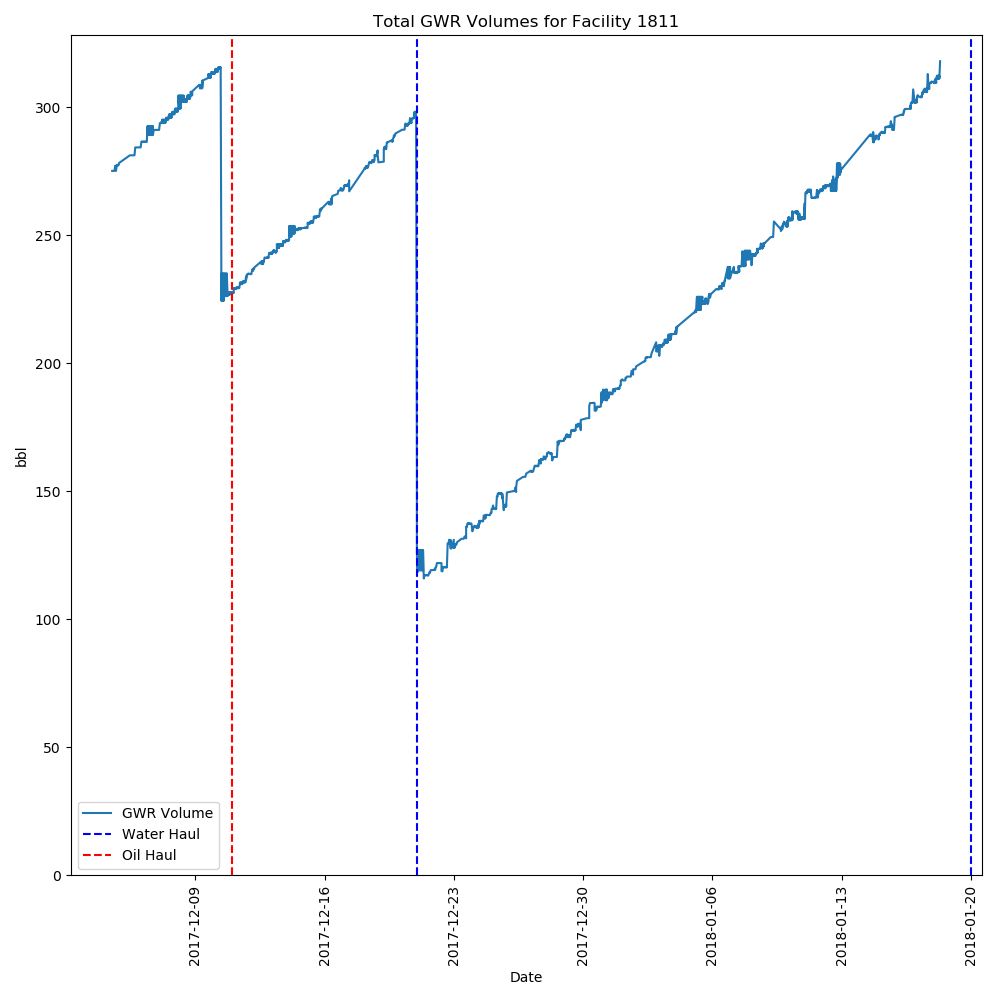 Total GWR Volumes for Facility 1811
bbl
300
250
200
150
100
50
0
GWR Volume
Water Haul
Oil Haul
2017-12-09
2017-12-16
2017-12-23
2017-12-30
2018-01-06
2018-01-13
2018-01-20
Date